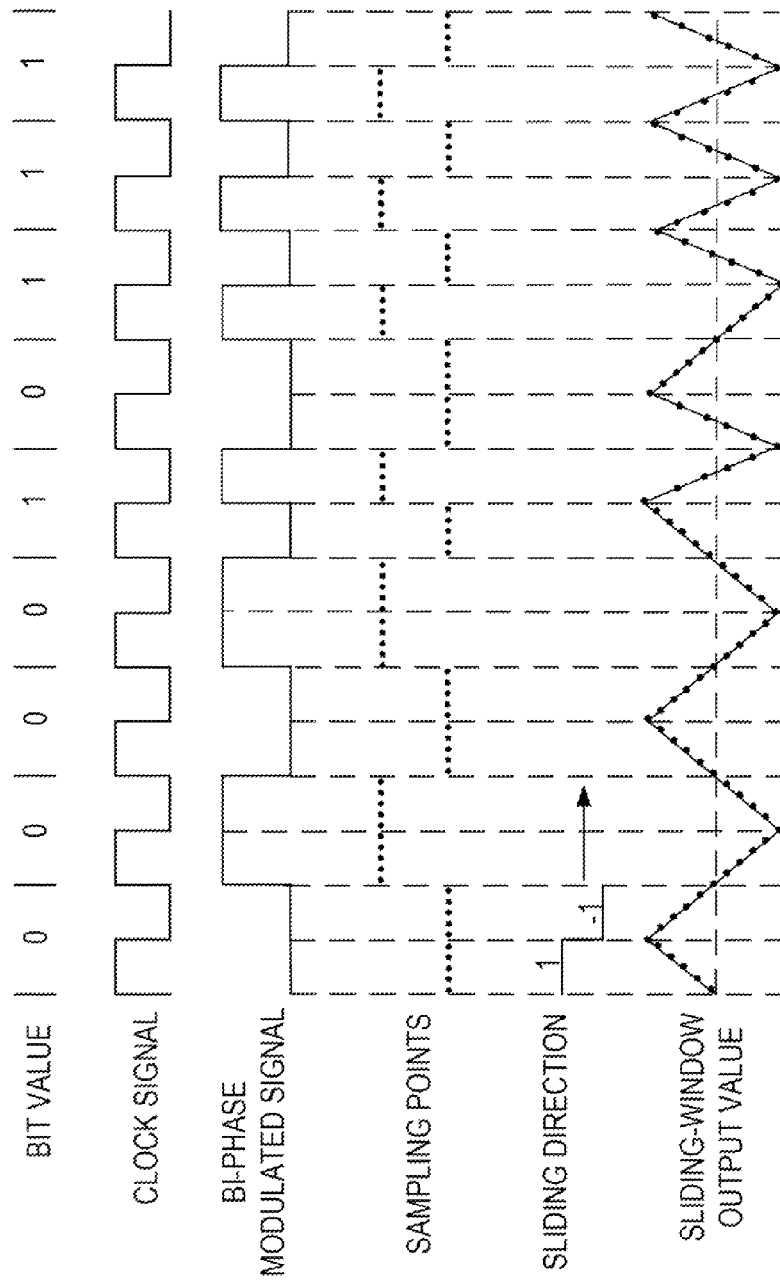 BIT VALUE 0 0 0 0 1 0 1 1 1
CLOCK SIGNAL
BI-PHASE
MODULATED SIGNAL
SAMPLING POINTS
SLIDING DIRECTION 1 -1
SLIDING-WINDOW
OUTPUT VALUE